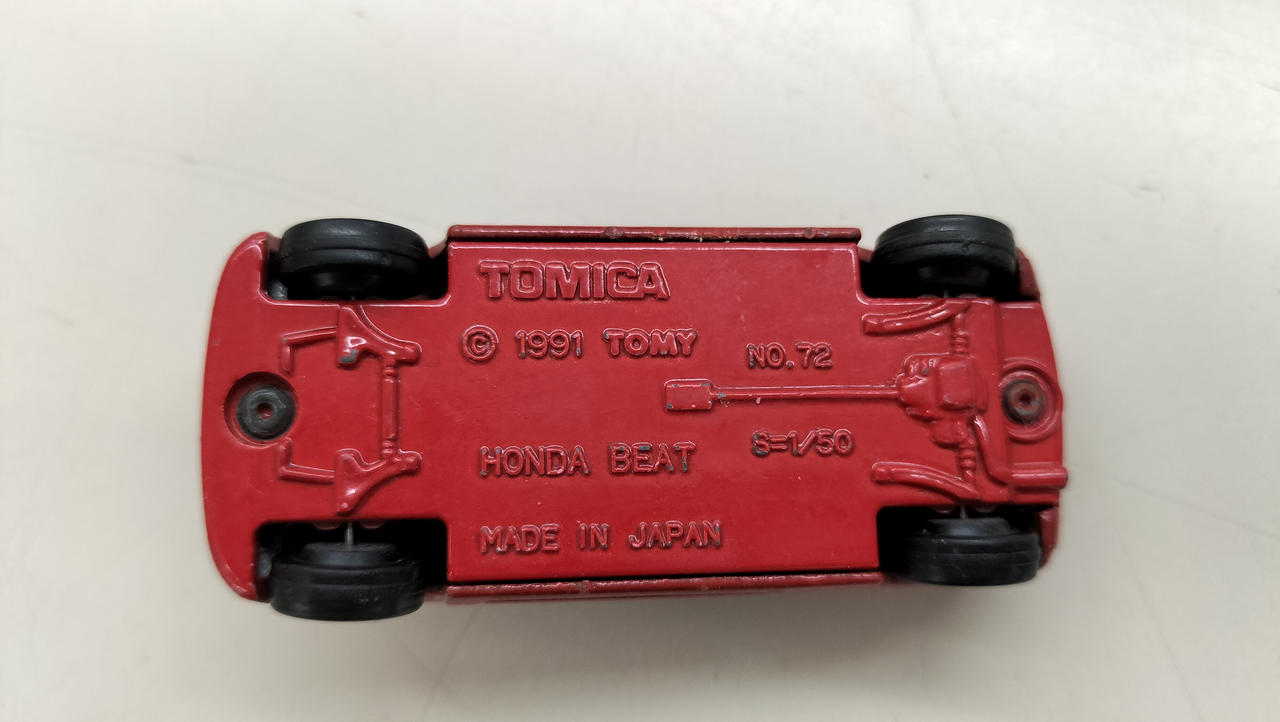 TOMICA
© 1991 TOMY
NO.72
HONDA BEAT
S=1/50
MADE IN JAPAN